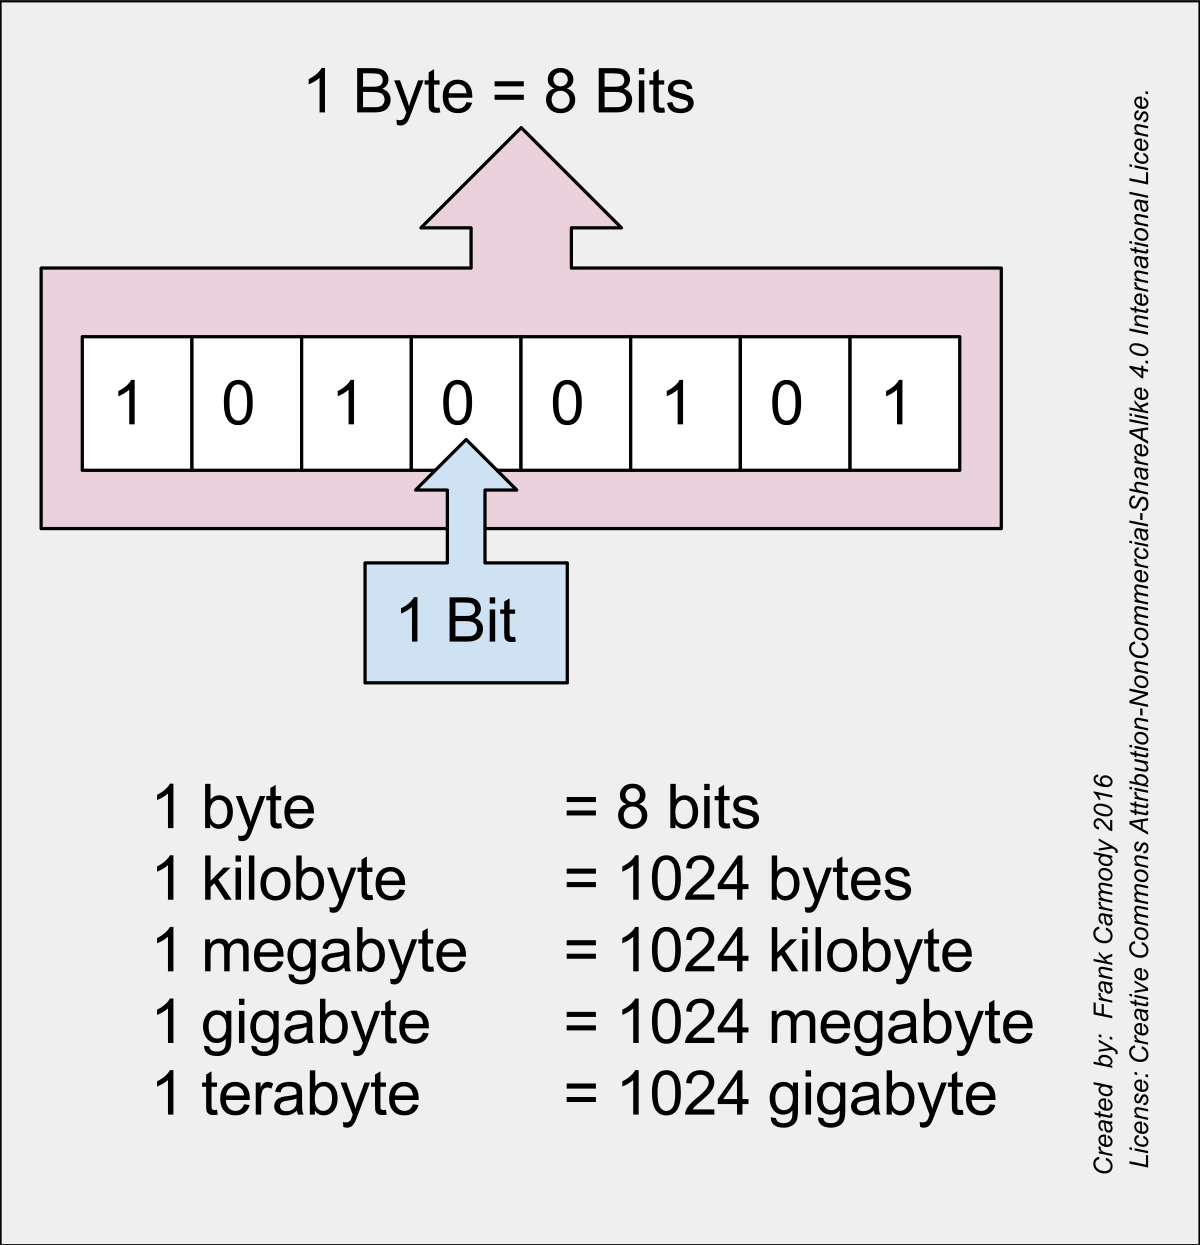 1 Byte = 8 Bits
1 0 1 0 0 1 0 1
1 Bit
1 byte = 8 bits
1 kilobyte = 1024 bytes
1 megabyte = 1024 kilobyte
1 gigabyte = 1024 megabyte
1 terabyte = 1024 gigabyte
Created by: Frank Carmody 2016
License: Creative Commons Attribution-NonCommercial-ShareAlike 4.0 International License.